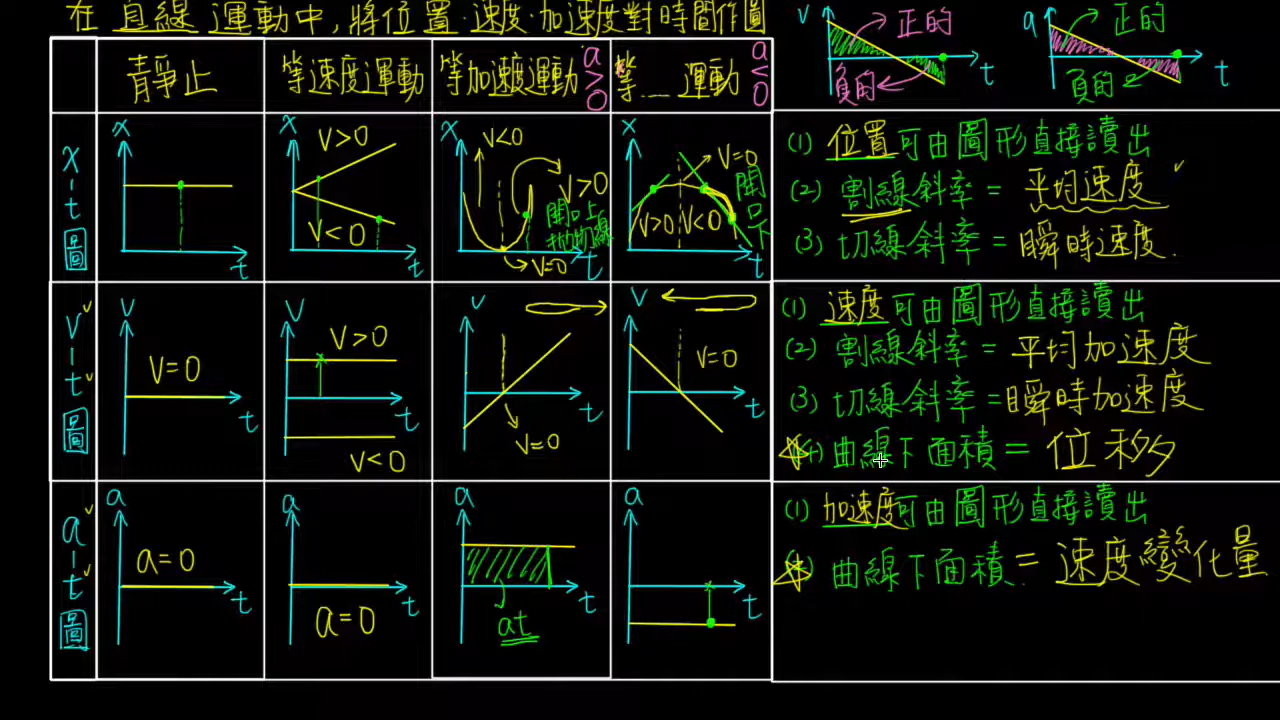 在 直線 運動中,將位置·速度·加速度對時間作圖
v 正的 負的 t
a 正的 負的 t
靜止
等速度運動
等加速度運動 a>0
等 運動 a<0
x-t圖
x t
x v>0 v<0 t
x v<0 v>0 開口上 v=0 t
x v=0 v>0 v<0 開口下 t
(1) 位置可由圖形直接讀出
(2) 割線斜率 = 平均速度
(3) 切線斜率 = 瞬時速度.
v-t圖
v v=0 t
v v>0 v<0 t
v v=0 t
v v=0 t
(1) 速度可由圖形直接讀出
(2) 割線斜率 = 平均加速度
(3) 切線斜率 = 瞬時加速度
曲線下面積 = 位移
a-t圖
a a=0 t
a a=0 t
a at t
a t
(1) 加速度可由圖形直接讀出
曲線下面積 = 速度變化量